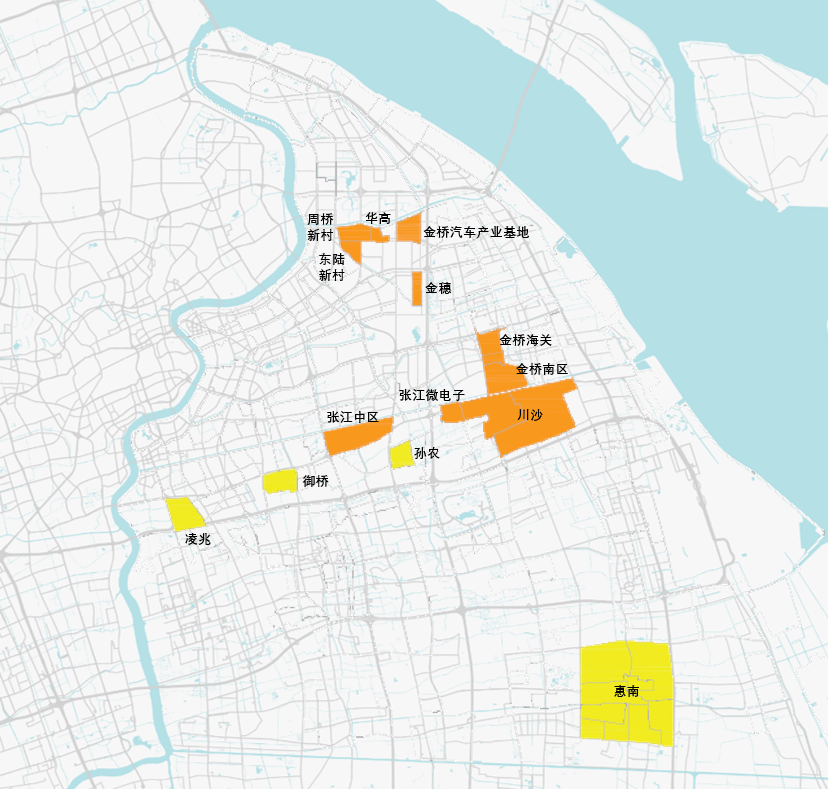 周桥
新村
华高
金桥汽车产业基地
东陆
新村
金穗
金桥海关
金桥南区
张江微电子
川沙
张江中区
孙农
御桥
凌兆
惠南